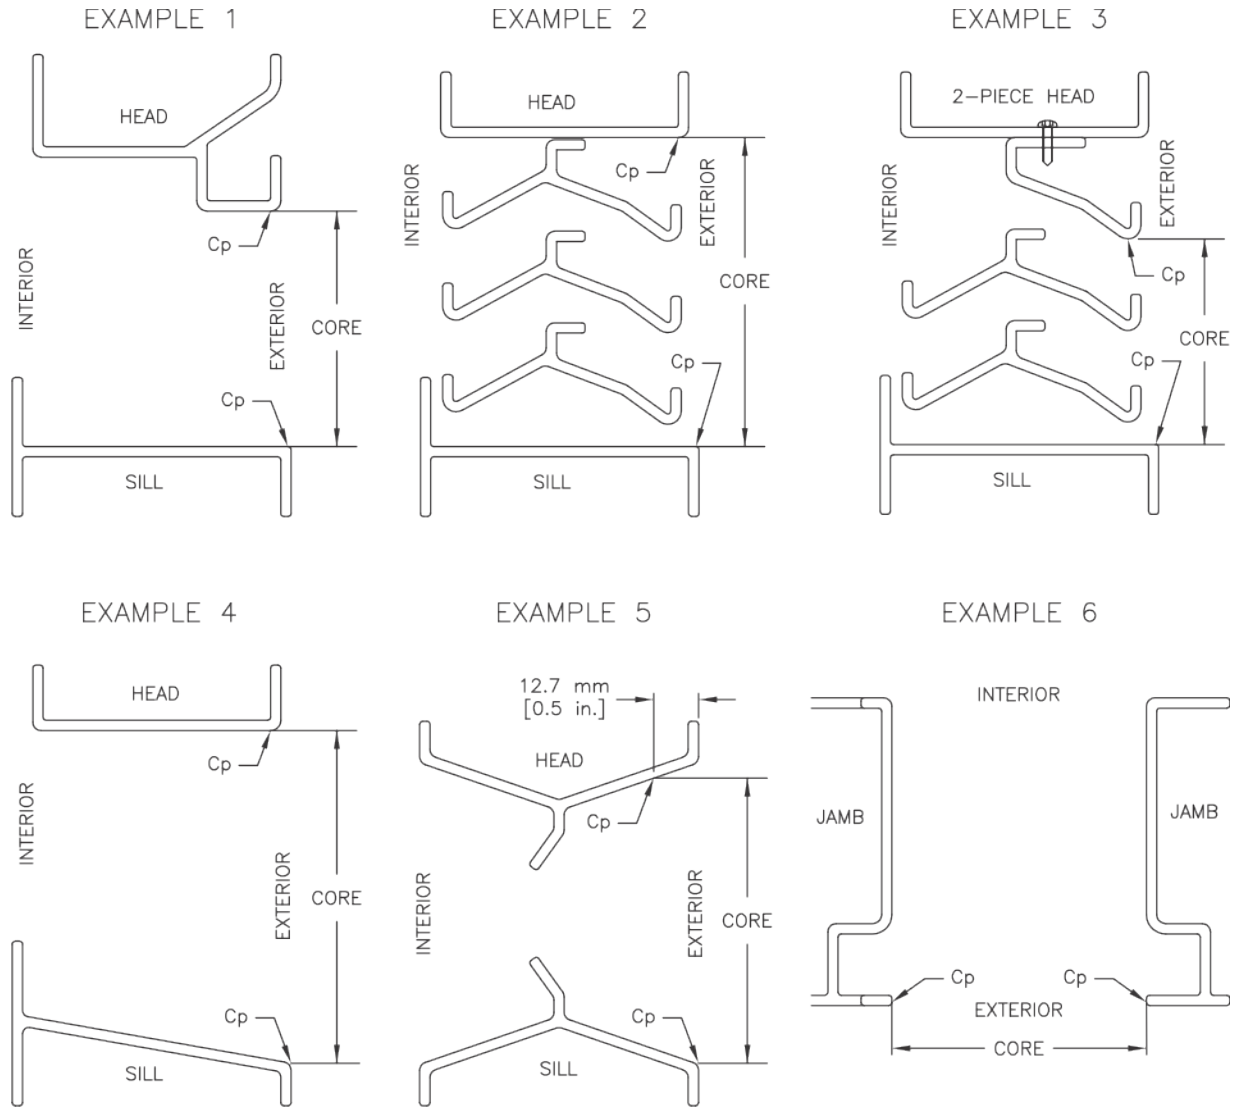 EXAMPLE 1
HEAD
Cp
INTERIOR
EXTERIOR
CORE
Cp
SILL
EXAMPLE 2
HEAD
INTERIOR
Cp
EXTERIOR
CORE
Cp
SILL
EXAMPLE 3
2-PIECE HEAD
INTERIOR
EXTERIOR
Cp
CORE
Cp
SILL
EXAMPLE 4
HEAD
Cp
INTERIOR
EXTERIOR
CORE
Cp
SILL
EXAMPLE 5
12.7 mm
[0.5 in.]
HEAD
Cp
INTERIOR
EXTERIOR
CORE
Cp
SILL
EXAMPLE 6
INTERIOR
JAMB
JAMB
Cp
Cp
EXTERIOR
CORE